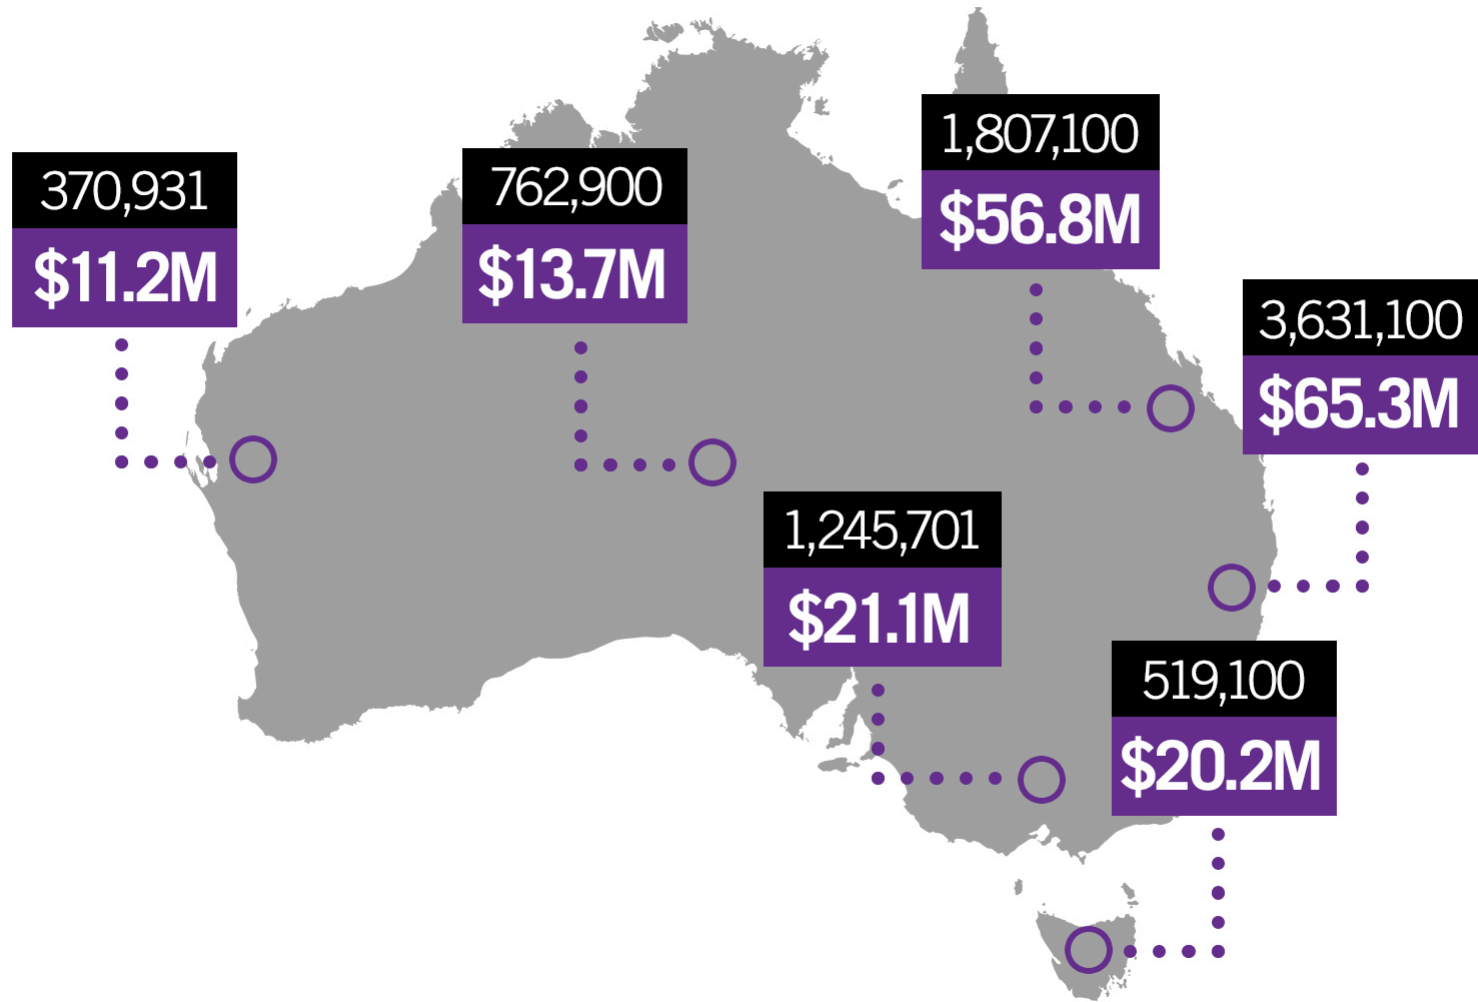 370,931
$11.2M
762,900
$13.7M
1,807,100
$56.8M
3,631,100
$65.3M
1,245,701
$21.1M
519,100
$20.2M